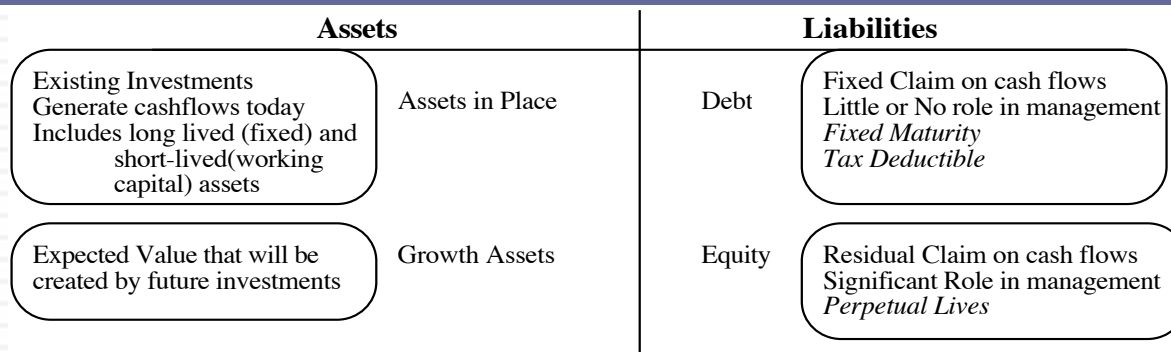 Assets
Liabilities
Existing Investments
Generate cashflows today
Includes long lived (fixed) and
short-lived(working
capital) assets
Assets in Place
Debt
Fixed Claim on cash flows
Little or No role in management
Fixed Maturity
Tax Deductible
Expected Value that will be
created by future investments
Growth Assets
Equity
Residual Claim on cash flows
Significant Role in management
Perpetual Lives